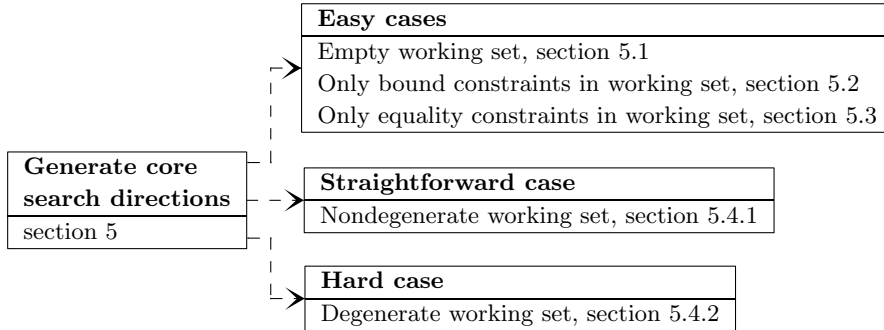 Easy cases
Empty working set, section 5.1
Only bound constraints in working set, section 5.2
Only equality constraints in working set, section 5.3
Generate core
search directions
section 5
Straightforward case
Nondegenerate working set, section 5.4.1
Hard case
Degenerate working set, section 5.4.2